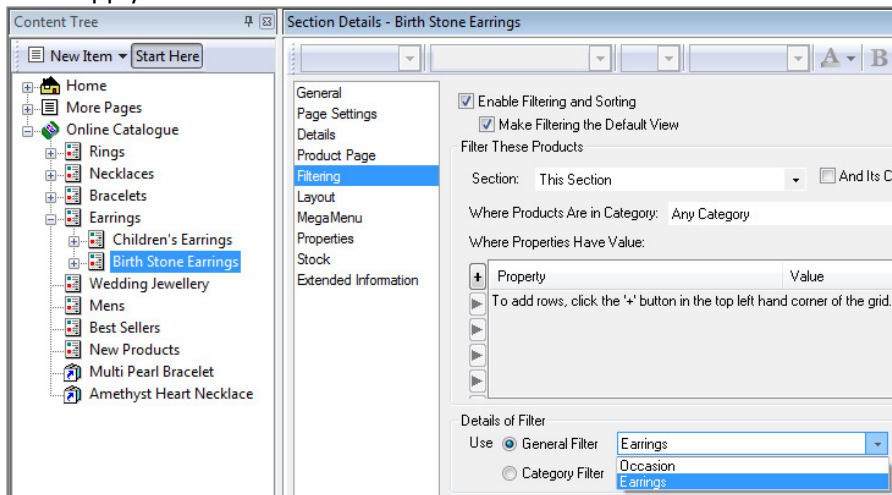 Content Tree
New Item
Start Here
Home
More Pages
Online Catalogue
Rings
Necklaces
Bracelets
Earrings
Children's Earrings
Birth Stone Earrings
Wedding Jewellery
Mens
Best Sellers
New Products
Multi Pearl Bracelet
Amethyst Heart Necklace
Section Details - Birth Stone Earrings
A B
General
Page Settings
Details
Product Page
Filtering
Layout
MegaMenu
Properties
Stock
Extended Information
Enable Filtering and Sorting
Make Filtering the Default View
Filter These Products
Section: This Section And Its C
Where Products Are in Category: Any Category
Where Properties Have Value:
+ Property Value
To add rows, click the '+' button in the top left hand corner of the grid.
Details of Filter
Use General Filter Earrings
Category Filter
Occasion
Earrings